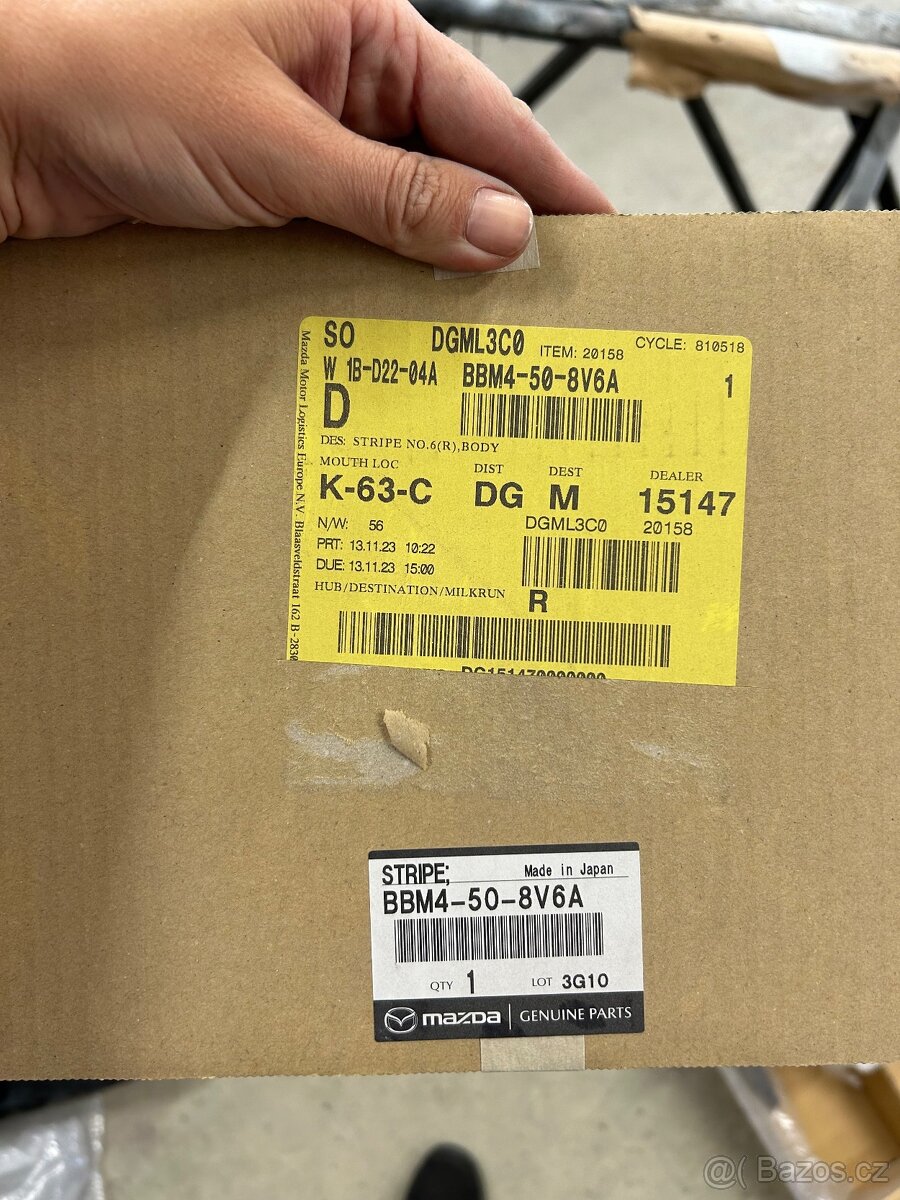 SO DGML3C0 ITEM: 20158 CYCLE: 810518
W 1B-D22-04A BBM4-50-8V6A 1
D
DES: STRIPE NO.6(R),BODY
MOUTH LOC DIST DEST DEALER
K-63-C DG M 15147
N/W: 56 DGML3C0 20158
PRT: 13.11.23 10:22
DUE: 13.11.23 15:00
HUB/DESTINATION/MILKRUN R
Mazda Motor Logistics Europe N.V. Blaasveldstraat 162 B-2830
STRIPE; Made in Japan
BBM4-50-8V6A
QTY 1 LOT 3G10
mazda GENUINE PARTS
@( Bazos.cz